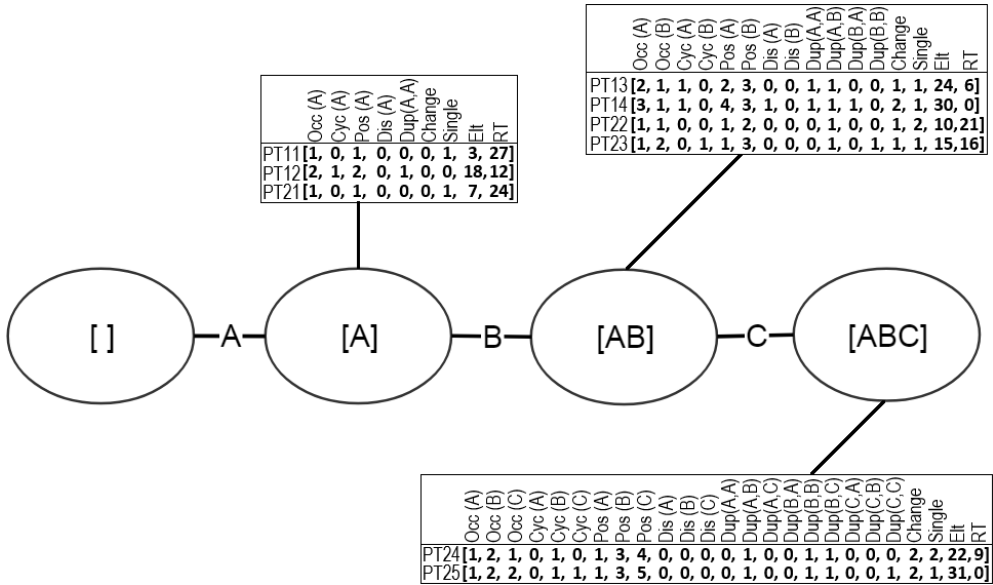 Occ (A)
Occ (B)
Cyc (A)
Cyc (B)
Pos (A)
Pos (B)
Dis (A)
Dis (B)
Dup(A,A)
Dup(A,B)
Dup(B,A)
Dup(B,B)
Change
Single
Elt
RT
PT13 [2, 1, 1, 0, 2, 3, 0, 0, 1, 1, 0, 0, 1, 1, 24, 6]
PT14 [3, 1, 1, 0, 4, 3, 1, 0, 1, 1, 1, 0, 2, 1, 30, 0]
PT22 [1, 1, 0, 0, 1, 2, 0, 0, 0, 1, 0, 0, 1, 2, 10,21]
PT23 [1, 2, 0, 1, 1, 3, 0, 0, 0, 1, 0, 1, 1, 1, 15,16]
Occ (A)
Cyc (A)
Pos (A)
Dis (A)
Dup(A,A)
Change
Single
Elt
RT
PT11 [1, 0, 1, 0, 0, 0, 1, 3, 27]
PT12 [2, 1, 2, 0, 1, 0, 0, 18,12]
PT21 [1, 0, 1, 0, 0, 0, 1, 7, 24]
[ ] A [A] B [AB] C [ABC]
Occ (A)
Occ (B)
Occ (C)
Cyc (A)
Cyc (B)
Cyc (C)
Pos (A)
Pos (B)
Pos (C)
Dis (A)
Dis (B)
Dis (C)
Dup(A,A)
Dup(A,B)
Dup(A,C)
Dup(B,A)
Dup(B,B)
Dup(B,C)
Dup(C,A)
Dup(C,B)
Dup(C,C)
Change
Single
Elt
RT
PT24 [1, 2, 1, 0, 1, 0, 1, 3, 4, 0, 0, 0, 0, 1, 0, 0, 1, 1, 0, 0, 0, 2, 2, 22, 9]
PT25 [1, 2, 2, 0, 1, 1, 1, 3, 5, 0, 0, 0, 0, 1, 0, 0, 1, 1, 0, 0, 1, 2, 1, 31, 0]